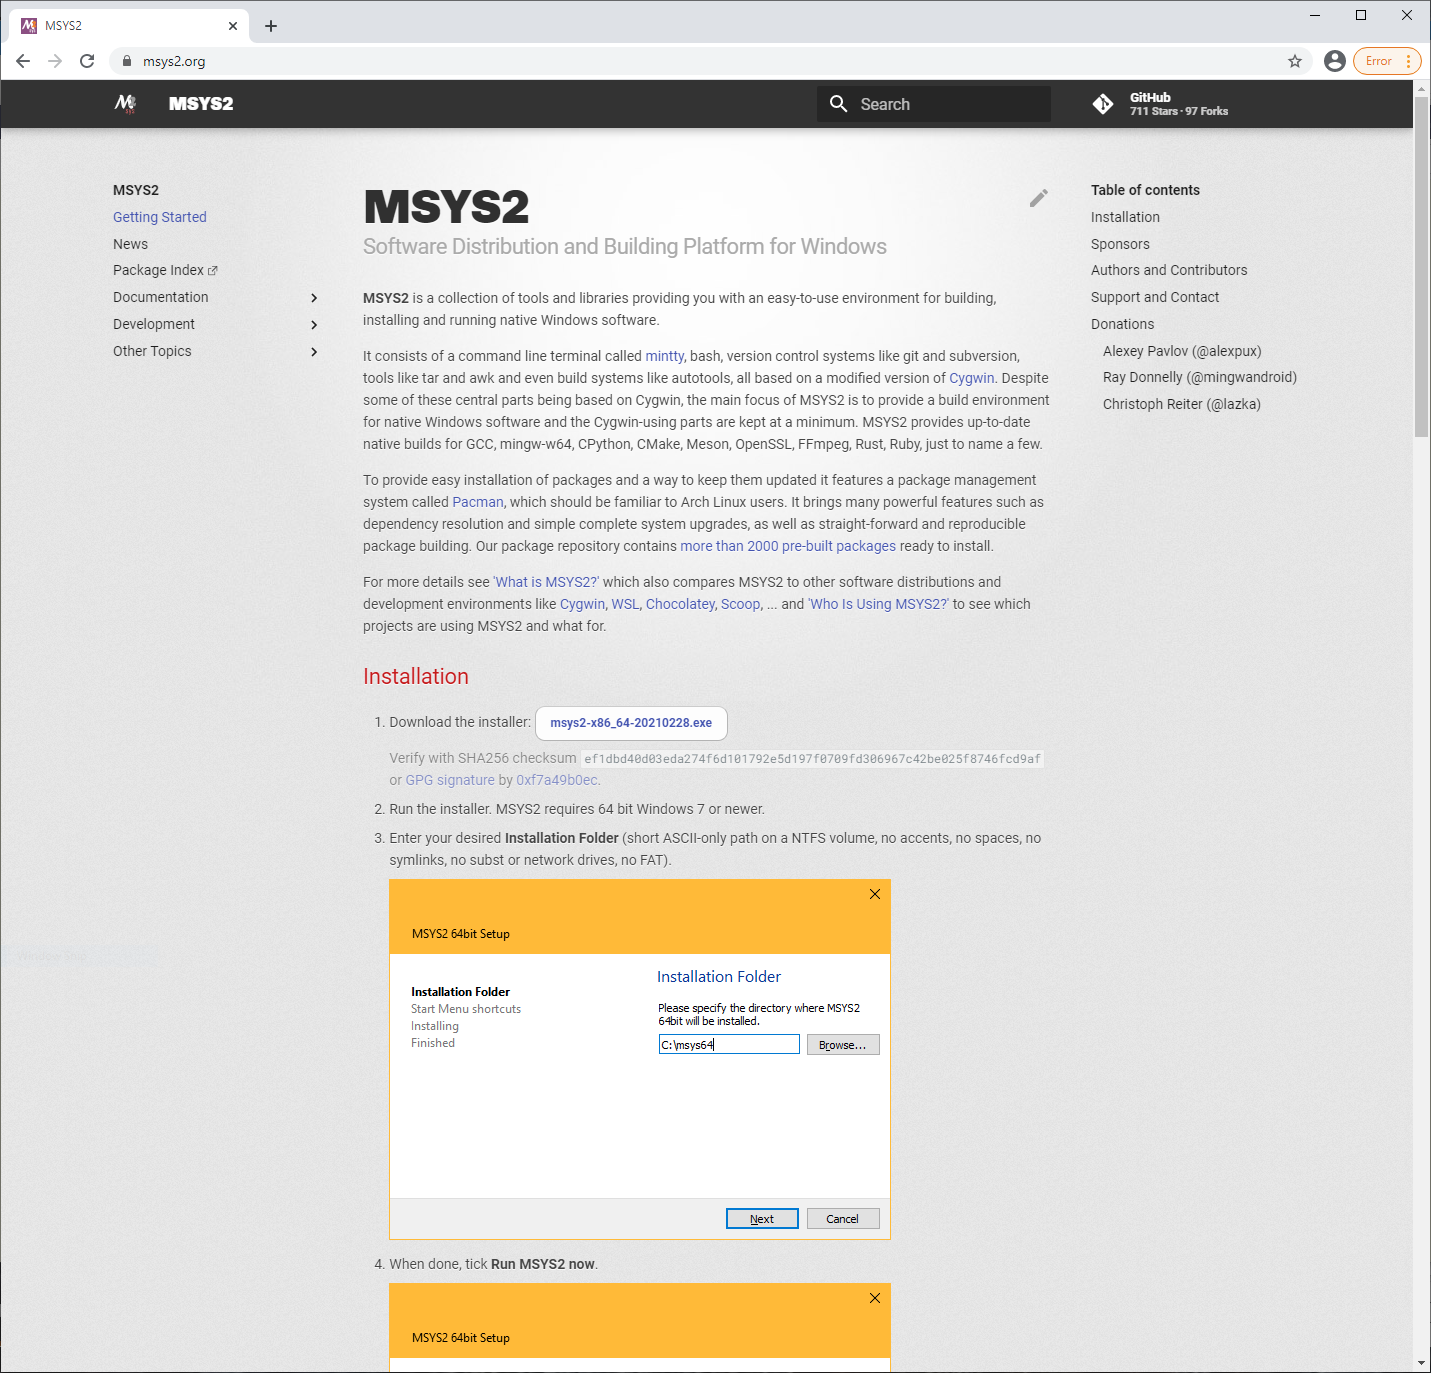 MSYS2
msys2.org
Error
MSYS2
Search
GitHub
711 Stars · 97 Forks
MSYS2
Getting Started
News
Package Index
Documentation
Development
Other Topics
MSYS2
Software Distribution and Building Platform for Windows
MSYS2 is a collection of tools and libraries providing you with an easy-to-use environment for building,
installing and running native Windows software.
It consists of a command line terminal called mintty, bash, version control systems like git and subversion,
tools like tar and awk and even build systems like autotools, all based on a modified version of Cygwin. Despite
some of these central parts being based on Cygwin, the main focus of MSYS2 is to provide a build environment
for native Windows software and the Cygwin-using parts are kept at a minimum. MSYS2 provides up-to-date
native builds for GCC, mingw-w64, CPython, CMake, Meson, OpenSSL, FFmpeg, Rust, Ruby, just to name a few.
To provide easy installation of packages and a way to keep them updated it features a package management
system called Pacman, which should be familiar to Arch Linux users. It brings many powerful features such as
dependency resolution and simple complete system upgrades, as well as straight-forward and reproducible
package building. Our package repository contains more than 2000 pre-built packages ready to install.
For more details see 'What is MSYS2?' which also compares MSYS2 to other software distributions and
development environments like Cygwin, WSL, Chocolatey, Scoop, ... and 'Who Is Using MSYS2?' to see which
projects are using MSYS2 and what for.
Installation
1. Download the installer: msys2-x86_64-20210228.exe
Verify with SHA256 checksum ef1dbd40d03eda274f6d101792e5d197f0709fd306967c42be025f8746fcd9af
or GPG signature by 0xf7a49b0ec.
2. Run the installer. MSYS2 requires 64 bit Windows 7 or newer.
3. Enter your desired Installation Folder (short ASCII-only path on a NTFS volume, no accents, no spaces, no
symlinks, no subst or network drives, no FAT).
MSYS2 64bit Setup
Installation Folder
Start Menu shortcuts
Installing
Finished
Installation Folder
Please specify the directory where MSYS2
64bit will be installed.
C:\msys64
Browse...
Next
Cancel
4. When done, tick Run MSYS2 now.
MSYS2 64bit Setup
Table of contents
Installation
Sponsors
Authors and Contributors
Support and Contact
Donations
Alexey Pavlov (@alexpux)
Ray Donnelly (@mingwandroid)
Christoph Reiter (@lazka)